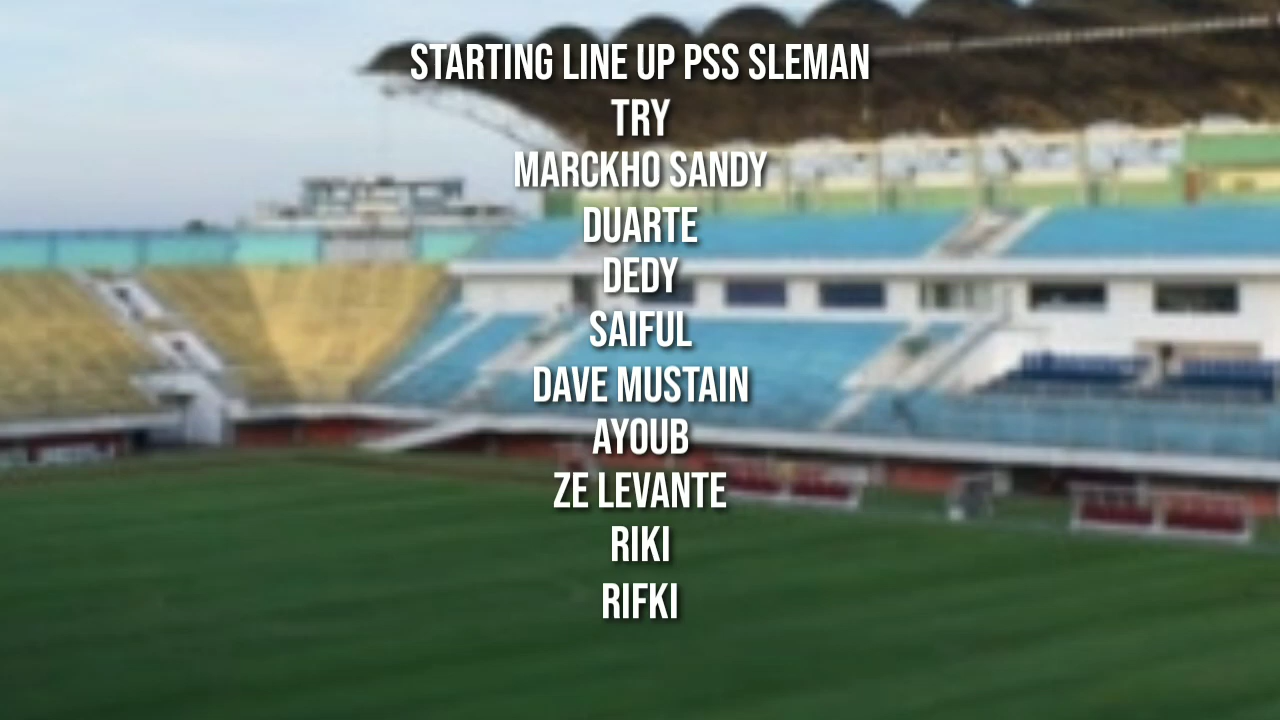 STARTING LINE UP PSS SLEMAN
TRY
MARCKHO SANDY
DUARTE
DEDY
SAIFUL
DAVE MUSTAIN
AYOUB
ZE LEVANTE
RIKI
RIFKI